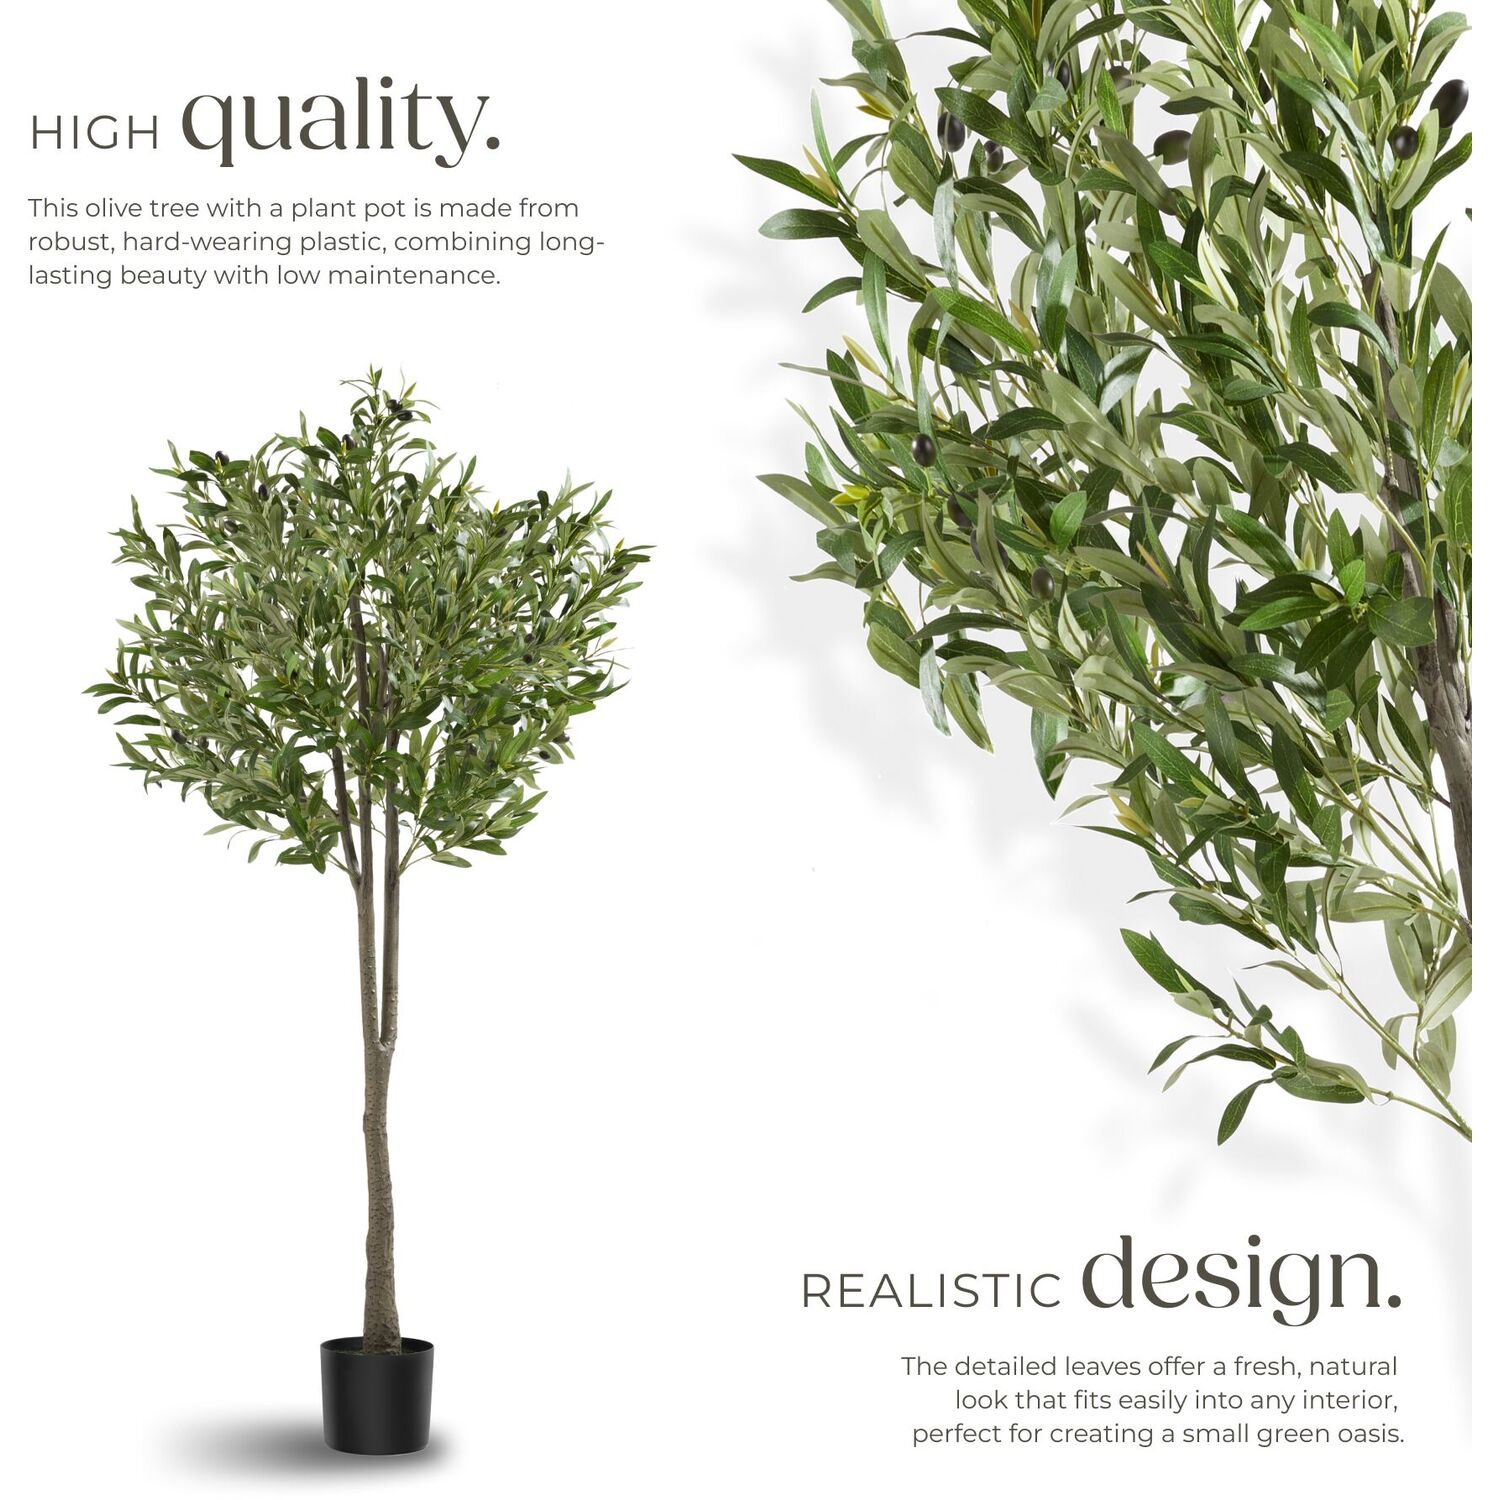 HIGH quality.
This olive tree with a plant pot is made from
robust, hard-wearing plastic, combining long-
lasting beauty with low maintenance.
REALISTIC design.
The detailed leaves offer a fresh, natural
look that fits easily into any interior,
perfect for creating a small green oasis.